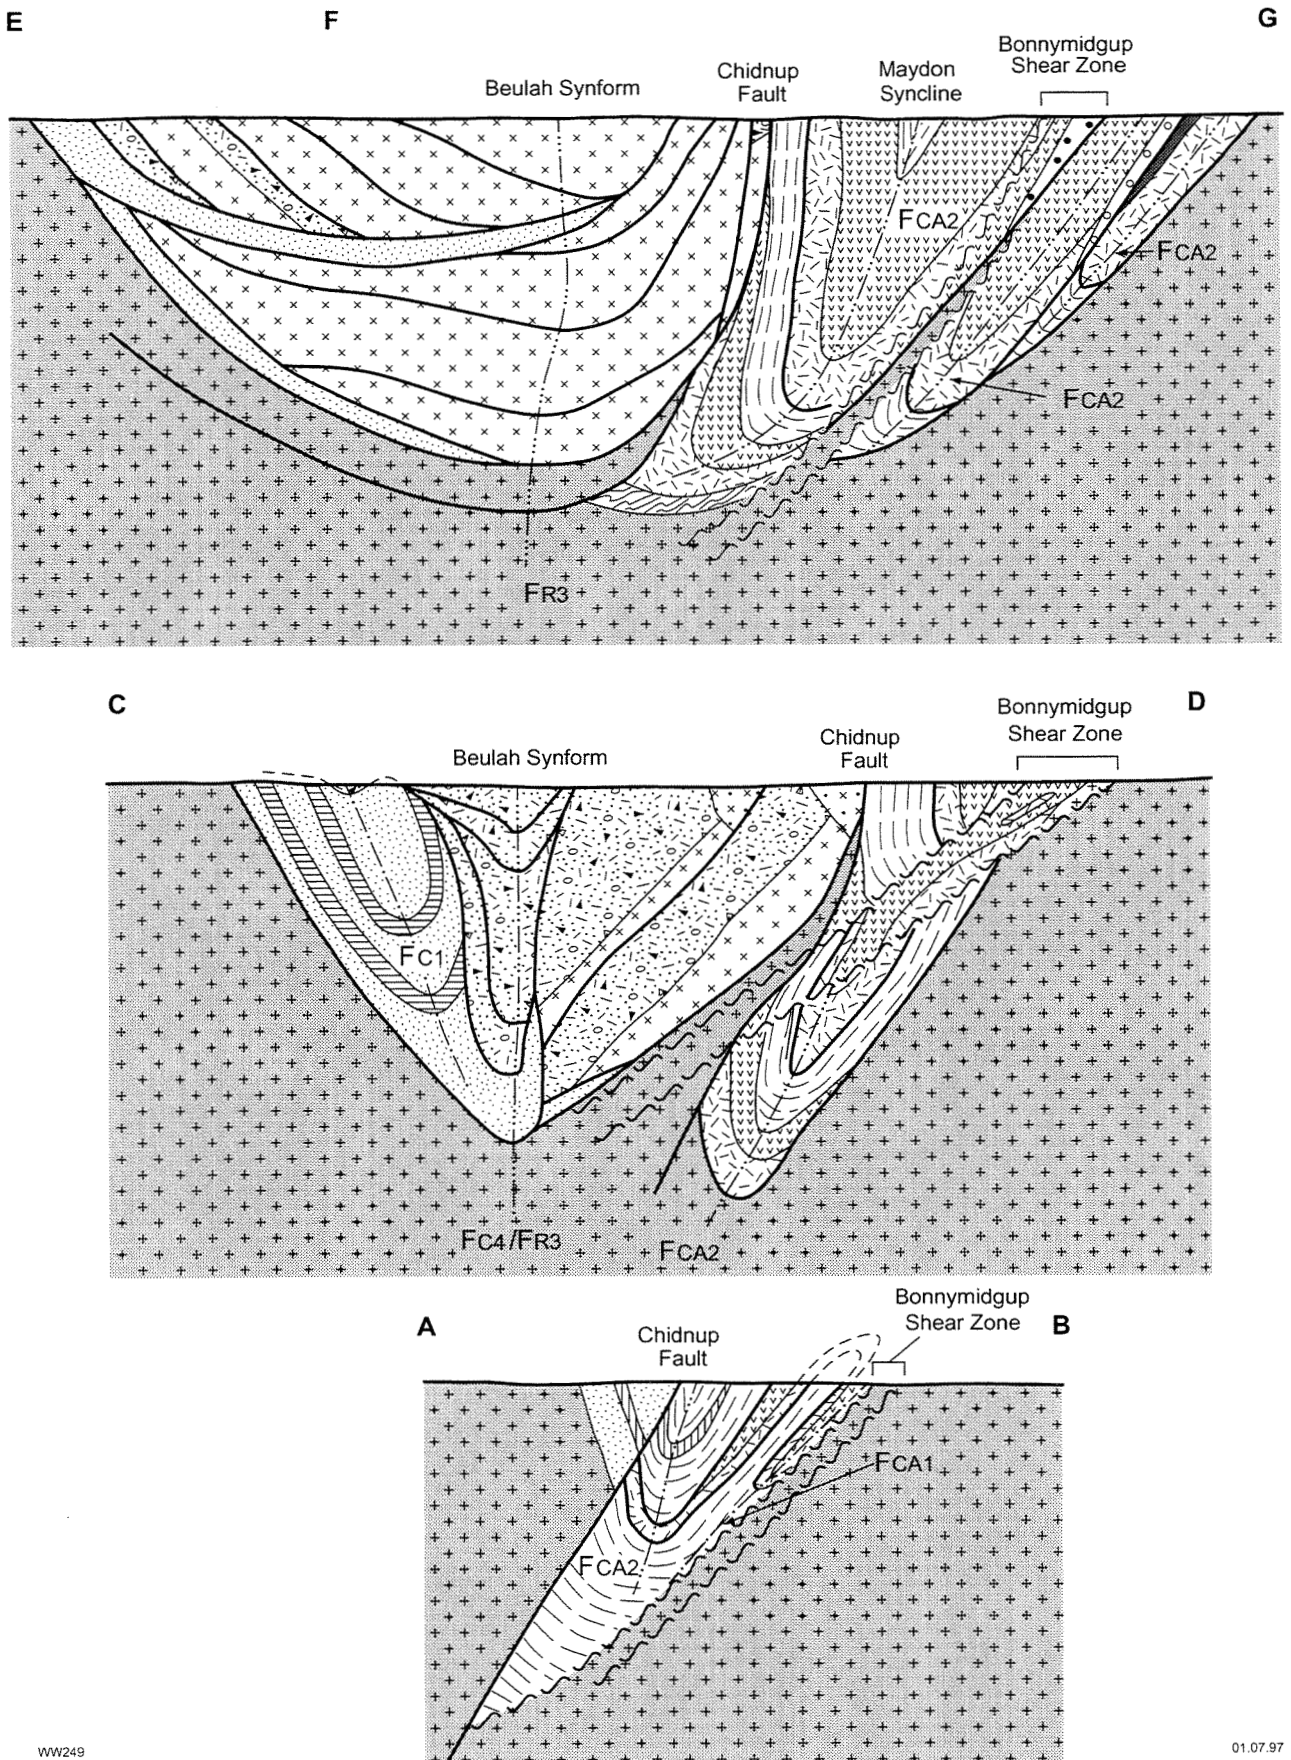 E F G
Bonnymidgup
Shear Zone
Chidnup
Fault
Maydon
Syncline
Beulah Synform
FCA2
FCA2
FCA2
FR3
C D
Bonnymidgup
Shear Zone
Chidnup
Fault
Beulah Synform
FC1
FC4/FR3
FCA2
Bonnymidgup
Shear Zone
A B
Chidnup
Fault
FCA1
FCA2
WW249
01.07.97